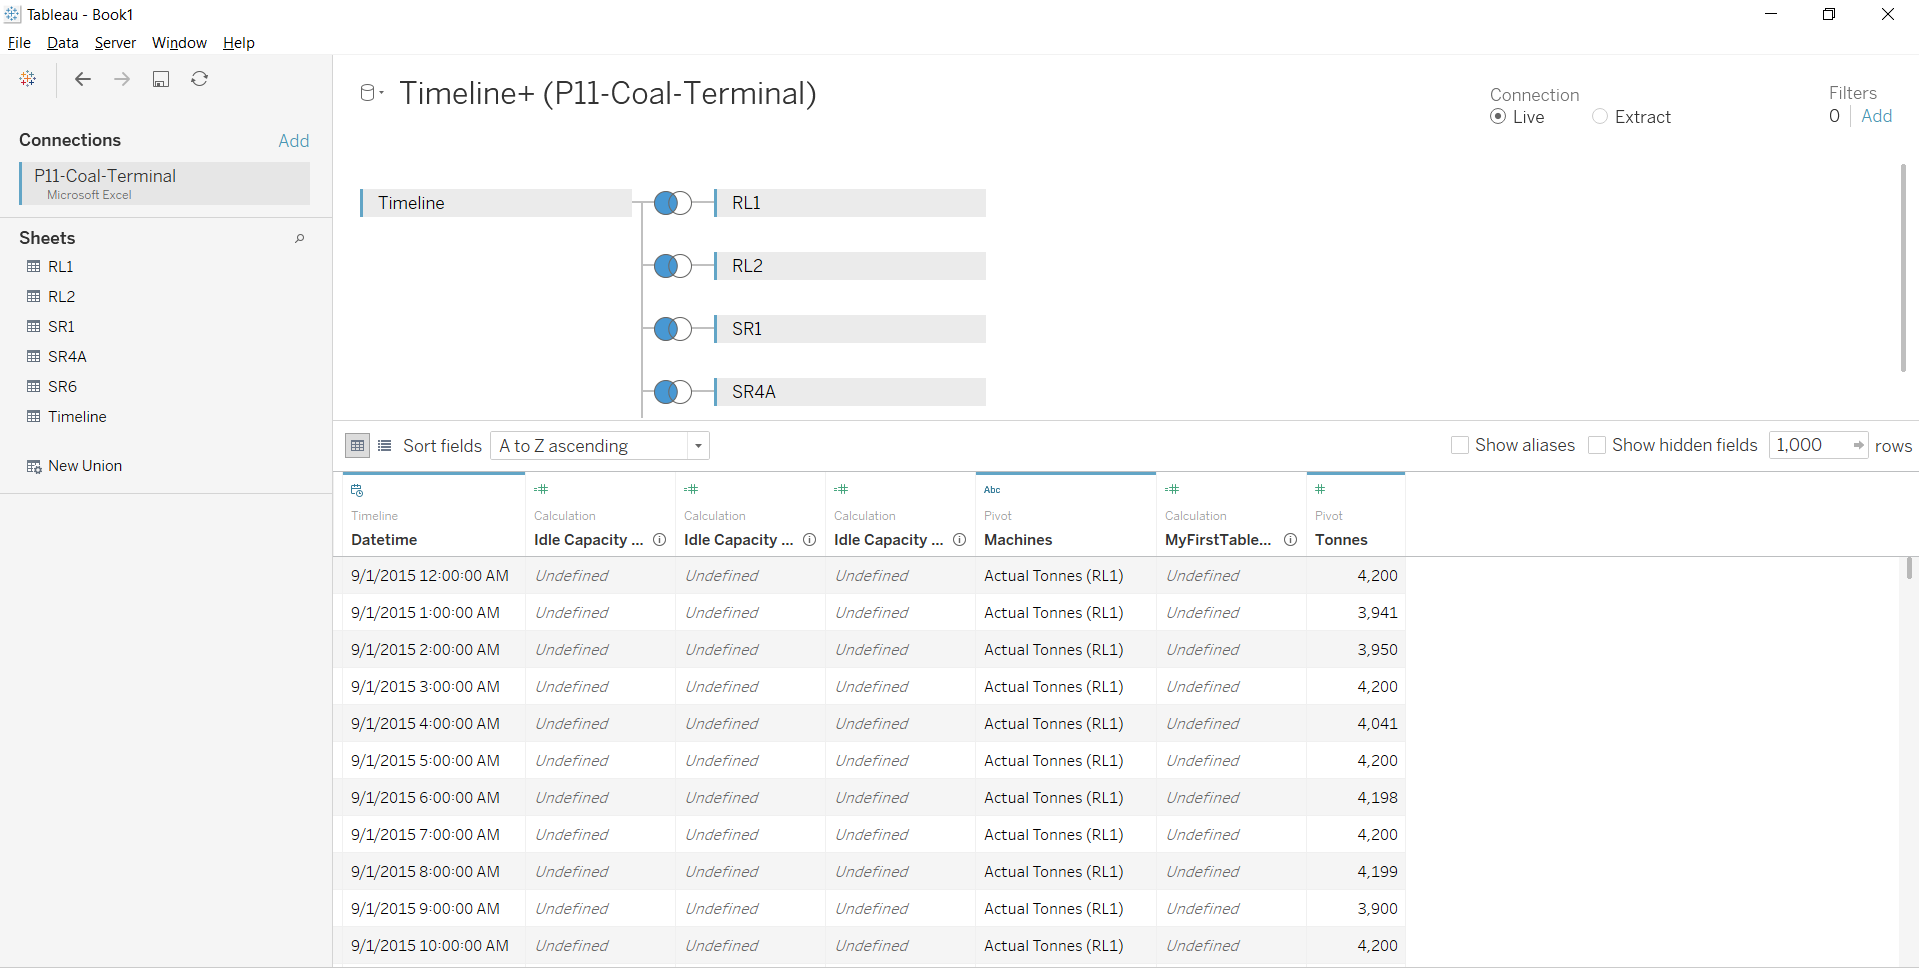 Tableau - Book1
File Data Server Window Help
Timeline+ (P11-Coal-Terminal)
Connection
Live Extract
Filters
0 Add
Connections Add
P11-Coal-Terminal
Microsoft Excel
Sheets
RL1
RL2
SR1
SR4A
SR6
Timeline
New Union
Timeline RL1
RL2
SR1
SR4A
Sort fields A to Z ascending Show aliases Show hidden fields 1,000 rows
Abc
Timeline Calculation Calculation Calculation Pivot Calculation Pivot
Datetime Idle Capacity ... Idle Capacity ... Idle Capacity ... Machines MyFirstTable... Tonnes
9/1/2015 12:00:00 AM Undefined Undefined Undefined Actual Tonnes (RL1) Undefined 4,200
9/1/2015 1:00:00 AM Undefined Undefined Undefined Actual Tonnes (RL1) Undefined 3,941
9/1/2015 2:00:00 AM Undefined Undefined Undefined Actual Tonnes (RL1) Undefined 3,950
9/1/2015 3:00:00 AM Undefined Undefined Undefined Actual Tonnes (RL1) Undefined 4,200
9/1/2015 4:00:00 AM Undefined Undefined Undefined Actual Tonnes (RL1) Undefined 4,041
9/1/2015 5:00:00 AM Undefined Undefined Undefined Actual Tonnes (RL1) Undefined 4,200
9/1/2015 6:00:00 AM Undefined Undefined Undefined Actual Tonnes (RL1) Undefined 4,198
9/1/2015 7:00:00 AM Undefined Undefined Undefined Actual Tonnes (RL1) Undefined 4,200
9/1/2015 8:00:00 AM Undefined Undefined Undefined Actual Tonnes (RL1) Undefined 4,199
9/1/2015 9:00:00 AM Undefined Undefined Undefined Actual Tonnes (RL1) Undefined 3,900
9/1/2015 10:00:00 AM Undefined Undefined Undefined Actual Tonnes (RL1) Undefined 4,200